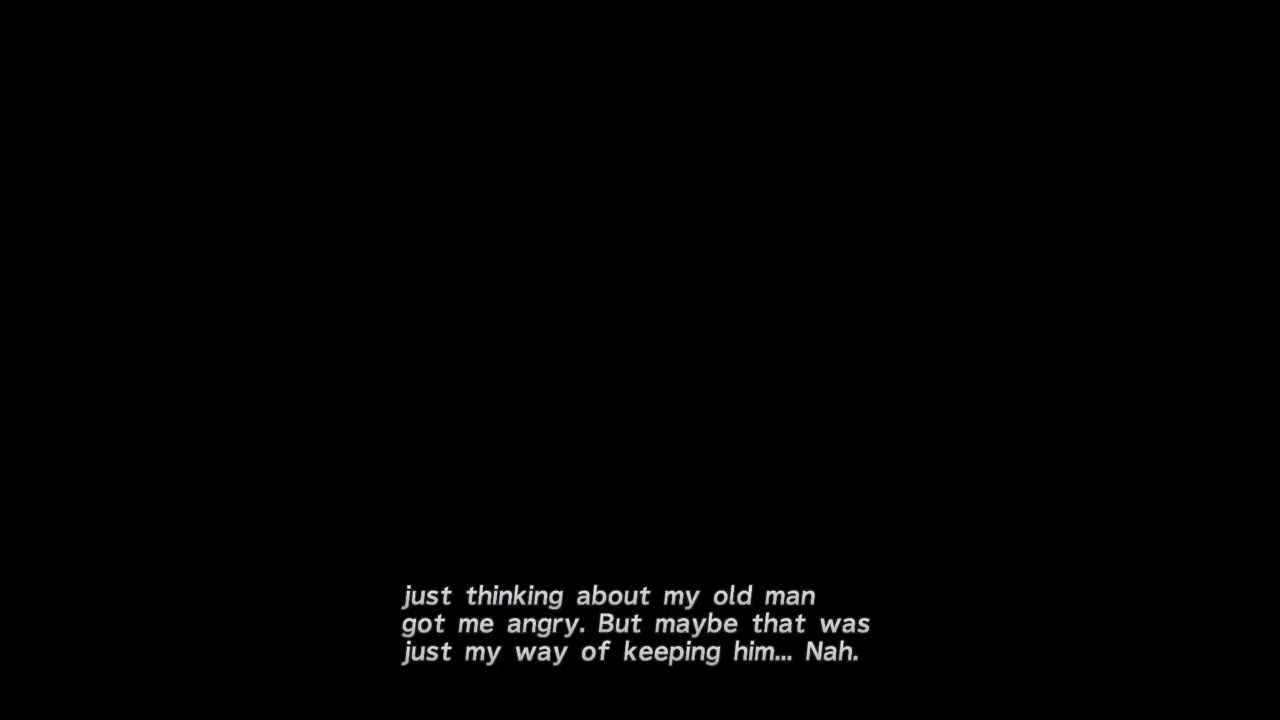 just thinking about my old man
got me angry. But maybe that was
just my way of keeping him... Nah.